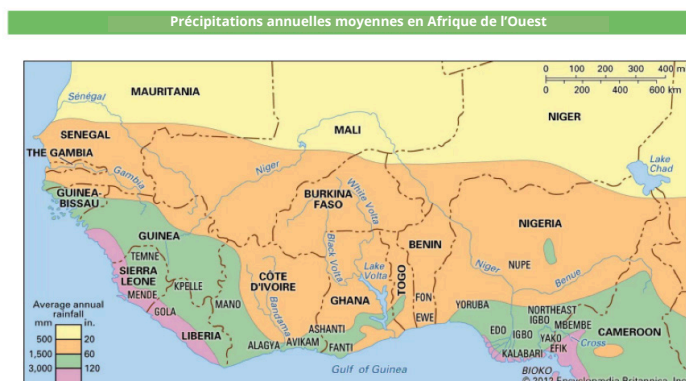 Précipitations annuelles moyennes en Afrique de l'Ouest
0 100 200 300 400 m
0 200 400 600 km
Sénégal
MAURITANIA
NIGER
MALI
SENEGAL
THE GAMBIA
Gambia
Niger
Lake
Chad
GUINEA
BISSAU
BURKINA
FASO
White Volta
GUINEA
NIGERIA
BENIN
Black Volta
TEMNE
SIERRA
LEONE
MENDE
KPELLE
GOLA
MANO
CÔTE
D'IVOIRE
Bandama
Lake
Volta
TOGO
GHANA
Niger
NUPE
Benue
FON
EWE
YORUBA
LIBERIA
ALAGYA
AVIKAM
ASHANTI
FANTI
EDO
IGBO
NORTHEAST
IGBO
MBEMBE
YAKO
EFIK
Cross
KALABARI
CAMEROON
BIOKO
Gulf of Guinea
Average annual
rainfall
mm in.
500 20
1,500 60
3,000 120
© 2012 Encyclopædia Britannica, Inc.